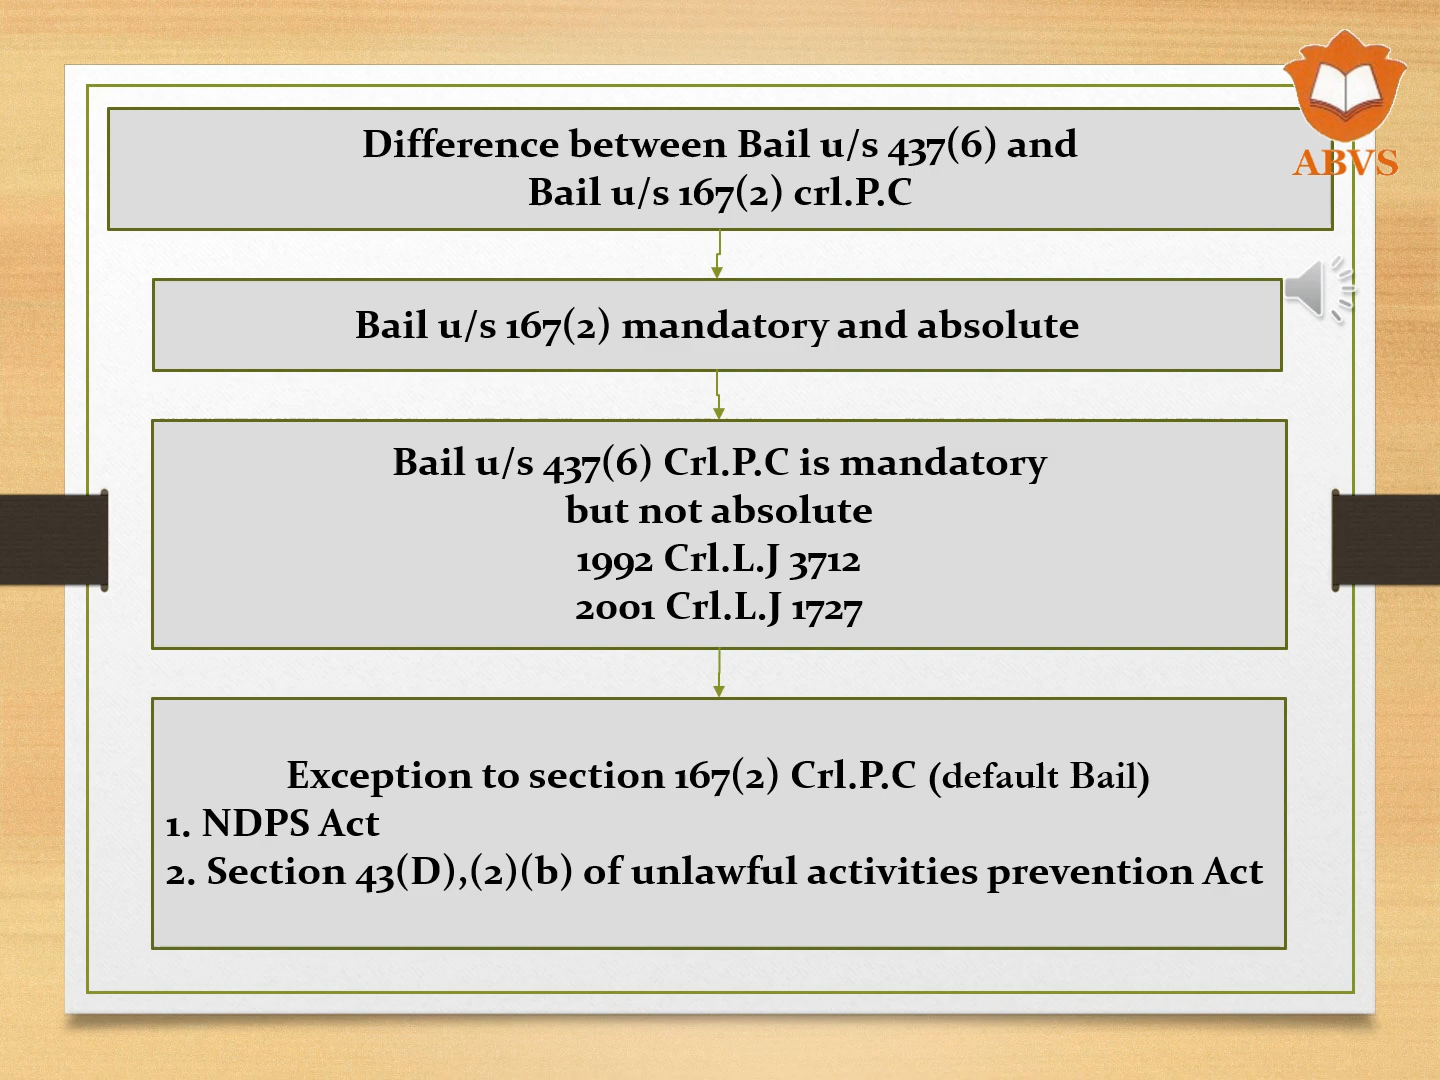 ABVS
Difference between Bail u/s 437(6) and
Bail u/s 167(2) crl.P.C
Bail u/s 167(2) mandatory and absolute
Bail u/s 437(6) Crl.P.C is mandatory
but not absolute
1992 Crl.L.J 3712
2001 Crl.L.J 1727
Exception to section 167(2) Crl.P.C (default Bail)
1. NDPS Act
2. Section 43(D),(2)(b) of unlawful activities prevention Act